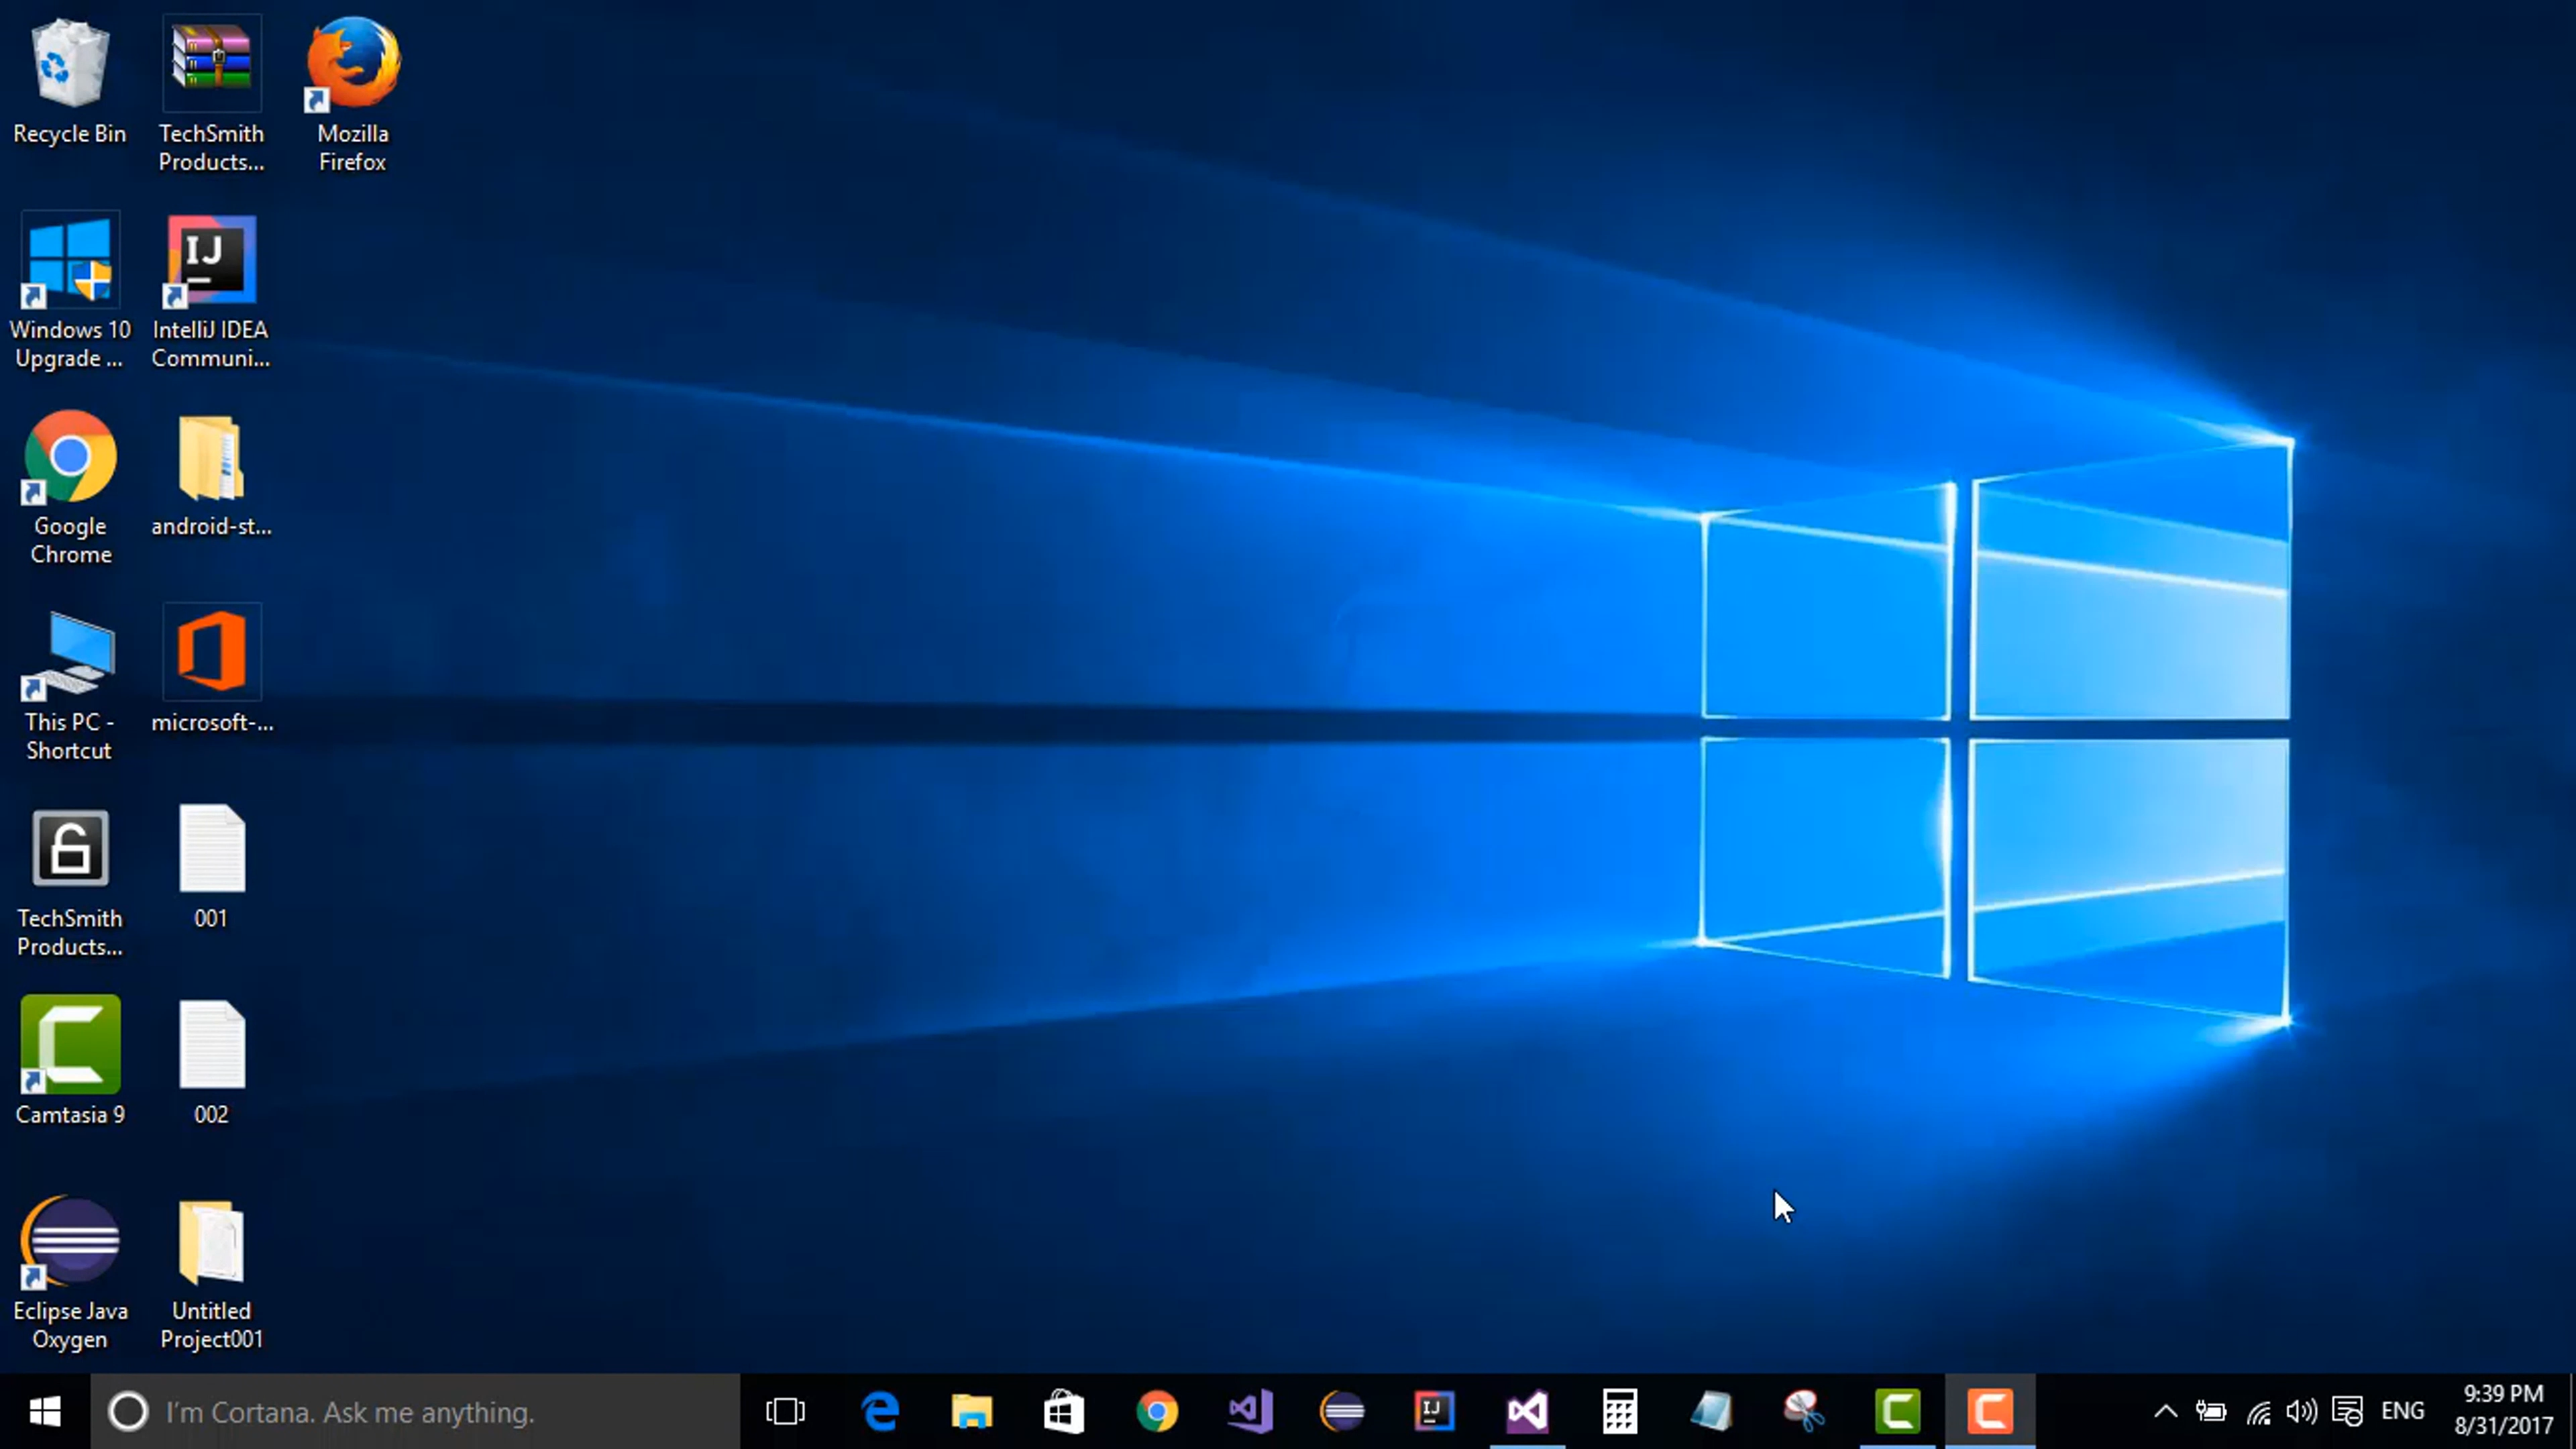 Recycle Bin
TechSmith
Products...
Mozilla
Firefox
Windows 10
Upgrade ...
IJ
IntelliJ IDEA
Communi...
Google
Chrome
android-st...
This PC -
Shortcut
microsoft-...
TechSmith
Products...
001
Camtasia 9
002
Eclipse Java
Oxygen
Untitled
Project001
I'm Cortana. Ask me anything.
IJ
ENG
9:39 PM
8/31/2017